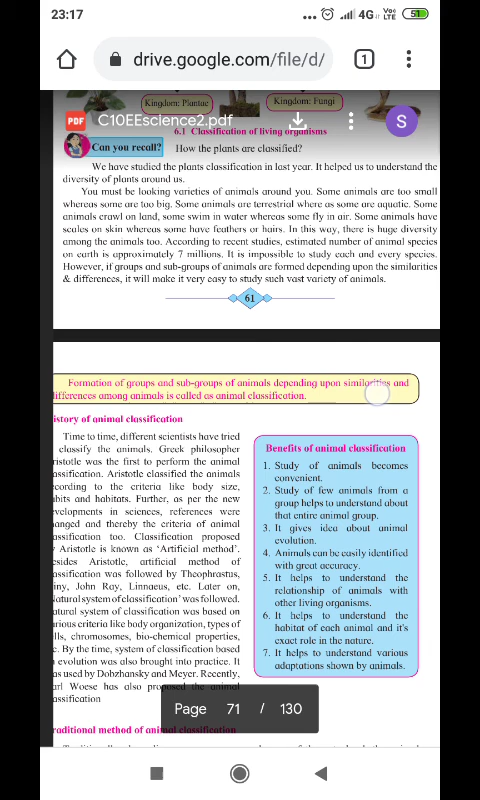 23:17
... 4G Vo LTE 51
drive.google.com/file/d/
1
Kingdom: Plantae
Kingdom: Fungi
PDF C10EEscience2.pdf
S
6.1 Classification of living organisms
Can you recall? How the plants are classified?
We have studied the plants classification in last year. It helped us to understand the
diversity of plants around us.
You must be looking varieties of animals around you. Some animals are too small
whereas some are too big. Some animals are terrestrial where as some are aquatic. Some
animals crawl on land, some swim in water whereas some fly in air. Some animals have
scales on skin whereas some have feathers or hairs. In this way, there is huge diversity
among the animals too. According to recent studies, estimated number of animal species
on earth is approximately 7 millions. It is impossible to study each and every species.
However, if groups and sub-groups of animals are formed depending upon the similarities
& differences, it will make it very easy to study such vast variety of animals.
61
Formation of groups and sub-groups of animals depending upon similarities and
differences among animals is called as animal classification.
istory of animal classification
Time to time, different scientists have tried
classify the animals. Greek philosopher
ristotle was the first to perform the animal
assification. Aristotle classified the animals
cording to the criteria like body size,
bits and habitats. Further, as per the new
evelopments in sciences, references were
anged and thereby the criteria of animal
assification too. Classification proposed
y Aristotle is known as 'Artificial method'.
esides Aristotle, artificial method of
assification was followed by Theophrastus,
iny, John Ray, Linnaeus, etc. Later on,
Natural system of classification' was followed.
atural system of classification was based on
arious criteria like body organization, types of
lls, chromosomes, bio-chemical properties,
c. By the time, system of classification based
evolution was also brought into practice. It
as used by Dobzhansky and Meyer. Recently,
arl Woese has also proposed the animal
assification
Benefits of animal classification
1. Study of animals becomes
convenient.
2. Study of few animals from a
group helps to understand about
that entire animal group.
3. It gives idea about animal
evolution.
4. Animals can be easily identified
with great accuracy.
5. It helps to understand the
relationship of animals with
other living organisms.
6. It helps to understand the
habitat of each animal and it's
exact role in the nature.
7. It helps to understand various
adaptations shown by animals.
Page 71 / 130
raditional method of animal classification